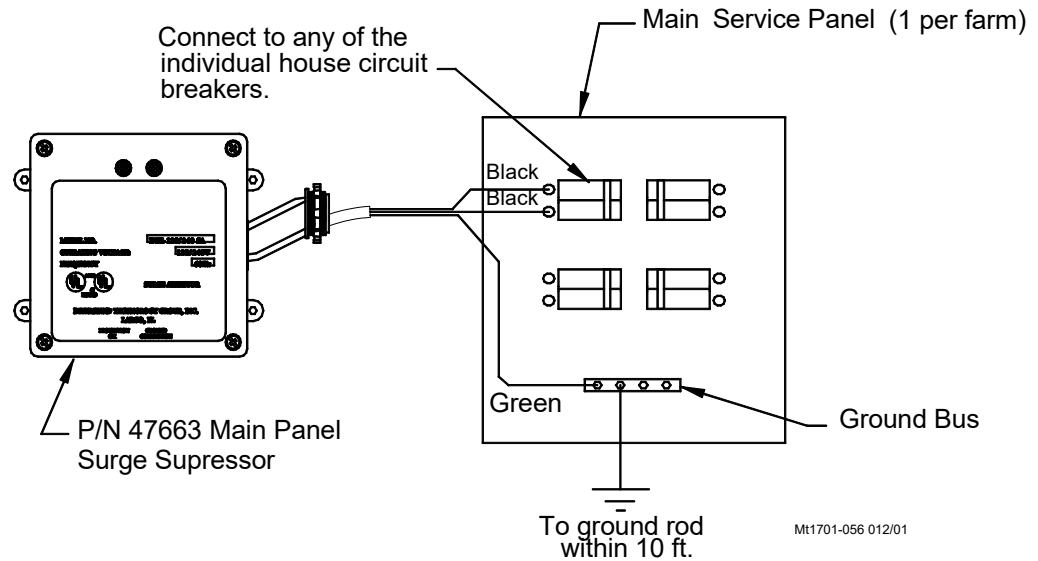 Main Service Panel (1 per farm)
Connect to any of the
individual house circuit
breakers.
Black
Black
Green
Ground Bus
P/N 47663 Main Panel
Surge Supressor
To ground rod
within 10 ft.
Mt1701-056 012/01